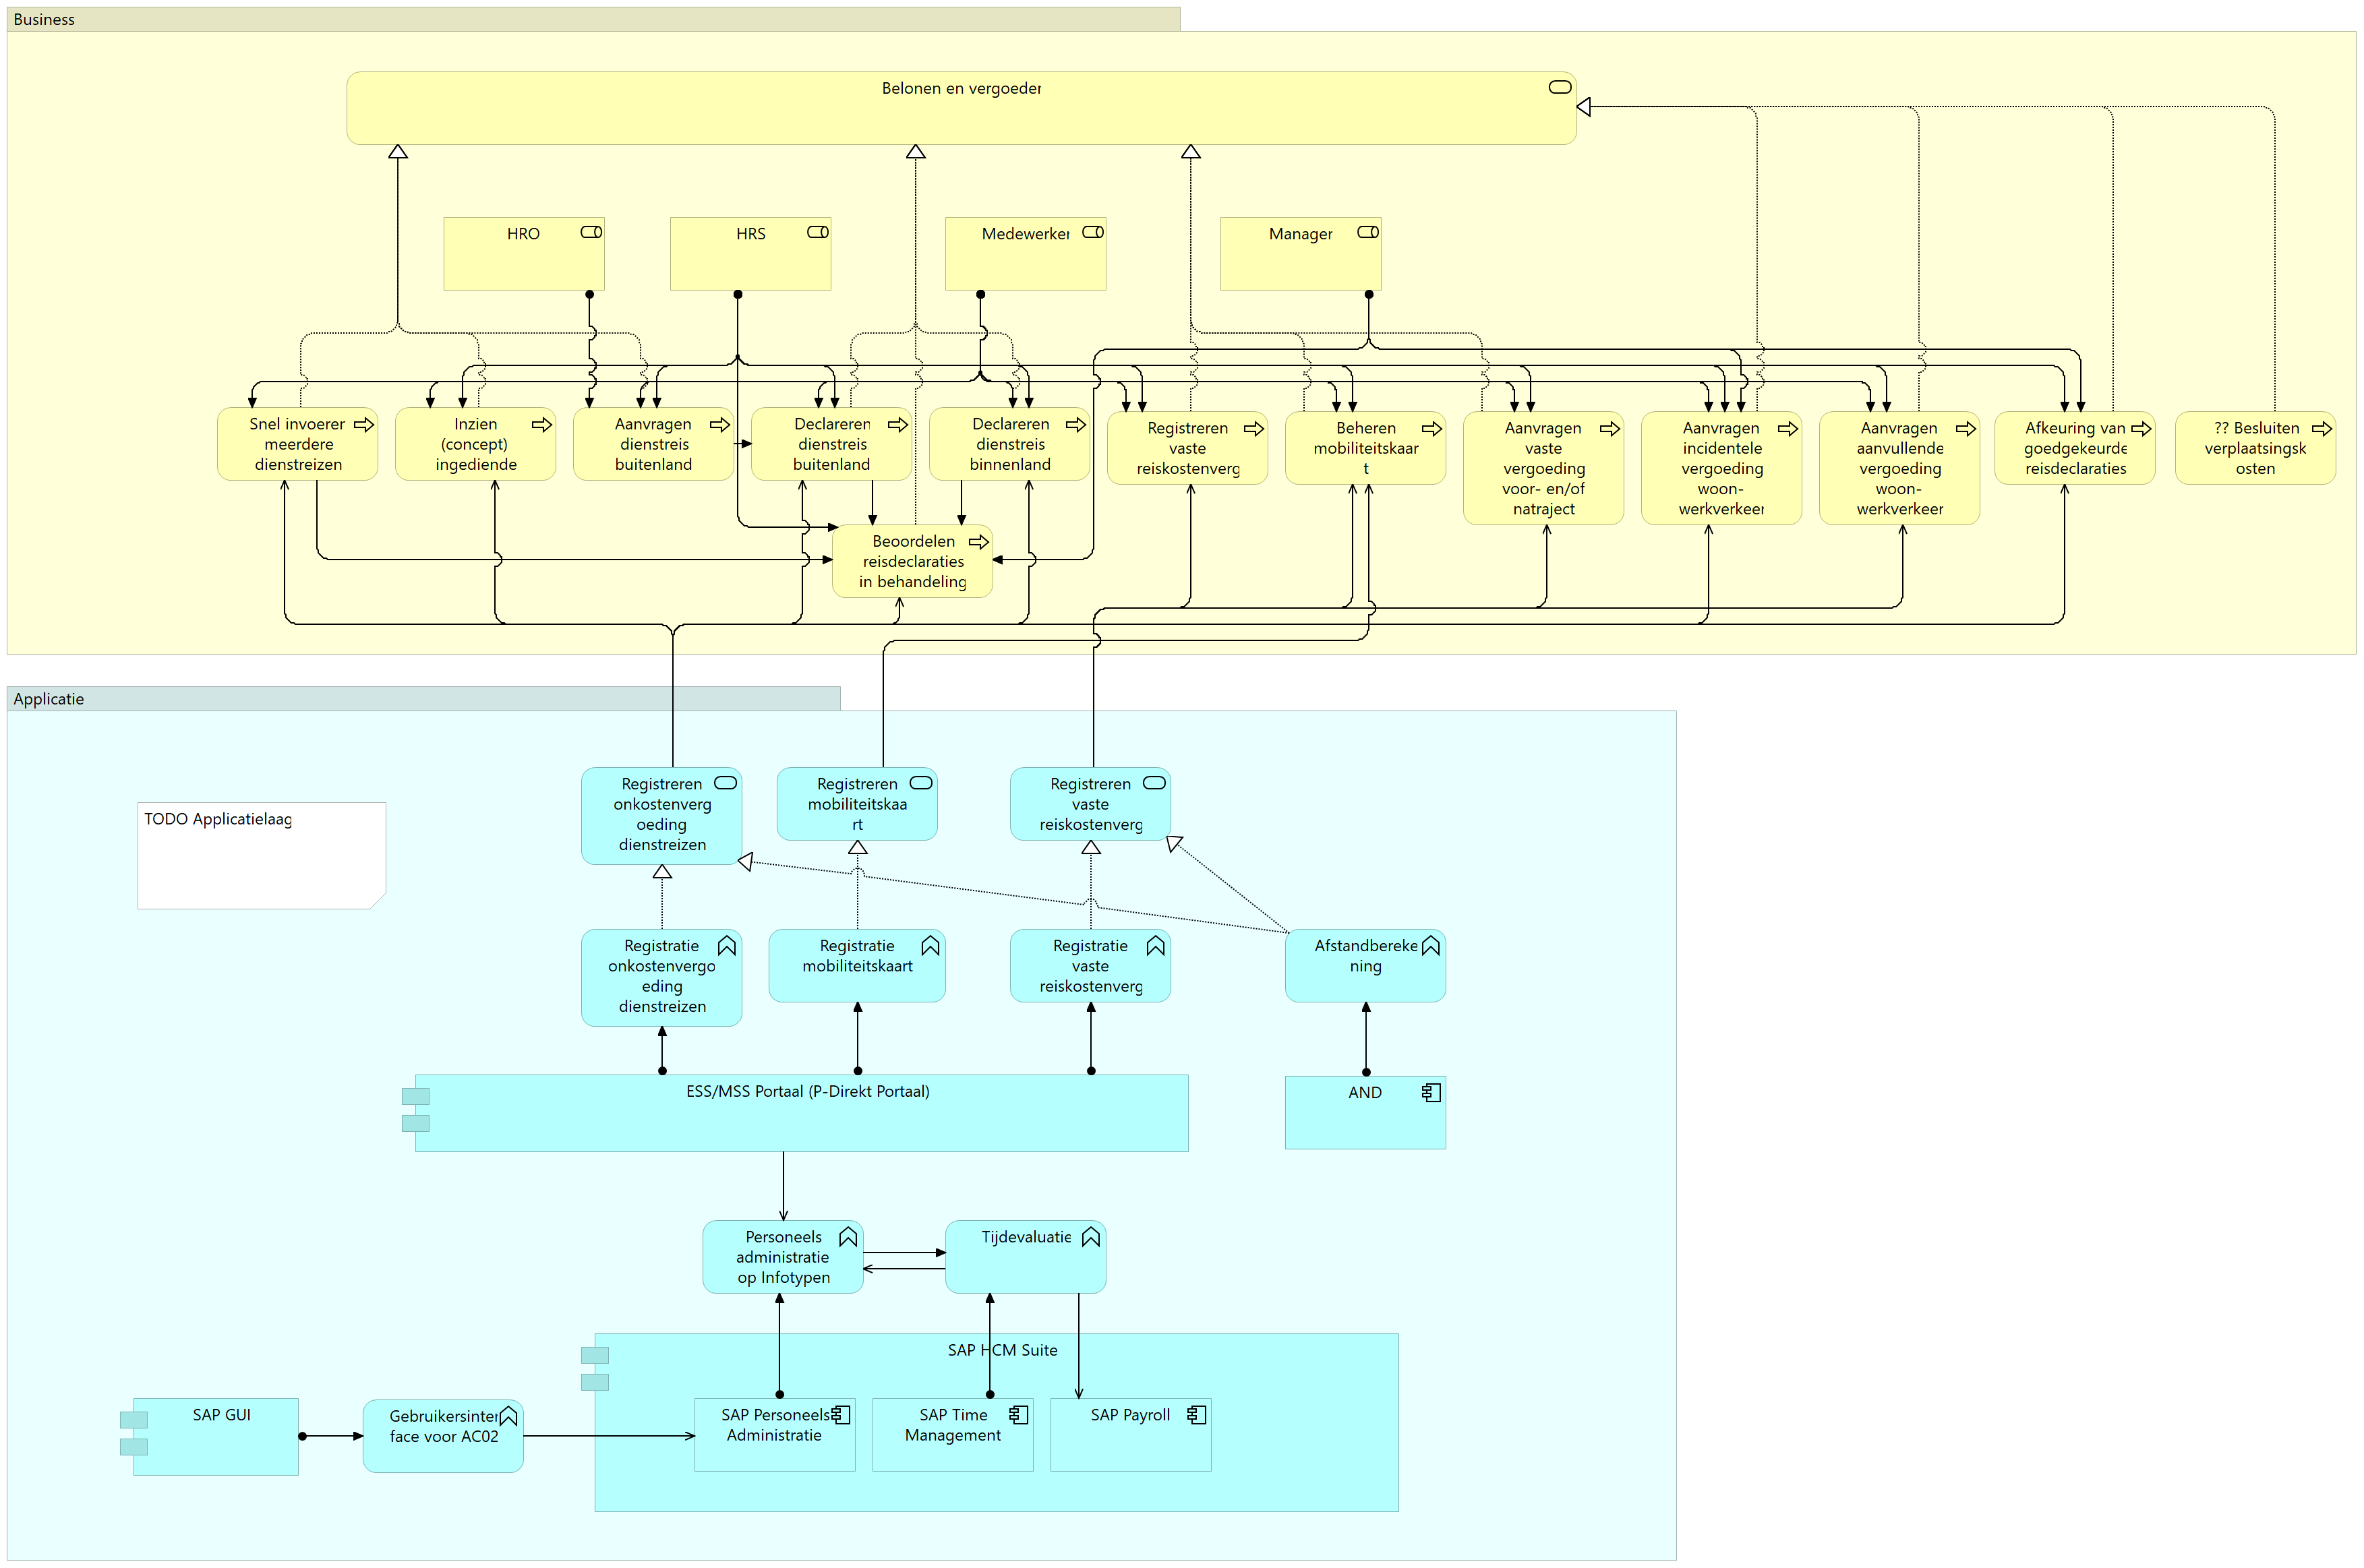 Business
Belonen en vergoeden
HRO
HRS
Medewerker
Manager
Snel invoeren
meerdere
dienstreizen
Inzien
(concept)
ingediende
Aanvragen
dienstreis
buitenland
Declareren
dienstreis
buitenland
Declareren
dienstreis
binnenland
Registreren
vaste
reiskostenverg
Beheren
mobiliteitskaar
t
Aanvragen
vaste
vergoeding
voor- en/of
natraject
Aanvragen
incidentele
vergoeding
woon-
werkverkeer
Aanvragen
aanvullende
vergoeding
woon-
werkverkeer
Afkeuring van
goedgekeurde
reisdeclaraties
?? Besluiten
verplaatsingsk
osten
Beoordelen
reisdeclaraties
in behandeling
Applicatie
TODO Applicatielaag
Registreren
onkostenverg
oeding
dienstreizen
Registreren
mobiliteitskaa
rt
Registreren
vaste
reiskostenverg
Registratie
onkostenvergo
eding
dienstreizen
Registratie
mobiliteitskaart
Registratie
vaste
reiskostenverg
Afstandbereke
ning
ESS/MSS Portaal (P-Direkt Portaal)
AND
Personeels
administratie
op Infotypen
Tijdevaluatie
SAP HCM Suite
SAP GUI
Gebruikersinter
face voor AC02
SAP Personeels
Administratie
SAP Time
Management
SAP Payroll